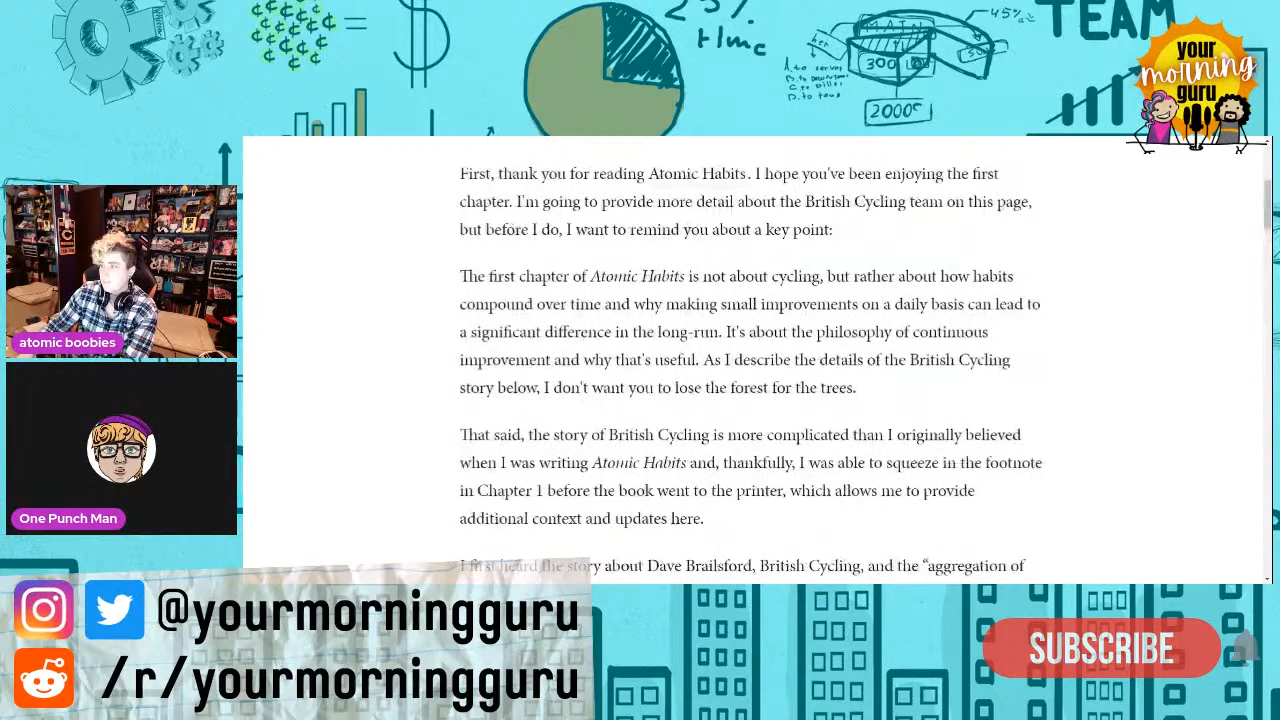 25%
time
=
$
MATH
300
2000
45%
TEAM
your
morning
guru
First, thank you for reading Atomic Habits. I hope you've been enjoying the first
chapter. I'm going to provide more detail about the British Cycling team on this page,
but before I do, I want to remind you about a key point:
The first chapter of Atomic Habits is not about cycling, but rather about how habits
compound over time and why making small improvements on a daily basis can lead to
a significant difference in the long-run. It's about the philosophy of continuous
improvement and why that's useful. As I describe the details of the British Cycling
story below, I don't want you to lose the forest for the trees.
That said, the story of British Cycling is more complicated than I originally believed
when I was writing Atomic Habits and, thankfully, I was able to squeeze in the footnote
in Chapter 1 before the book went to the printer, which allows me to provide
additional context and updates here.
I first heard the story about Dave Brailsford, British Cycling, and the “aggregation of
atomic boobies
One Punch Man
@yourmorningguru
/r/yourmorningguru
SUBSCRIBE